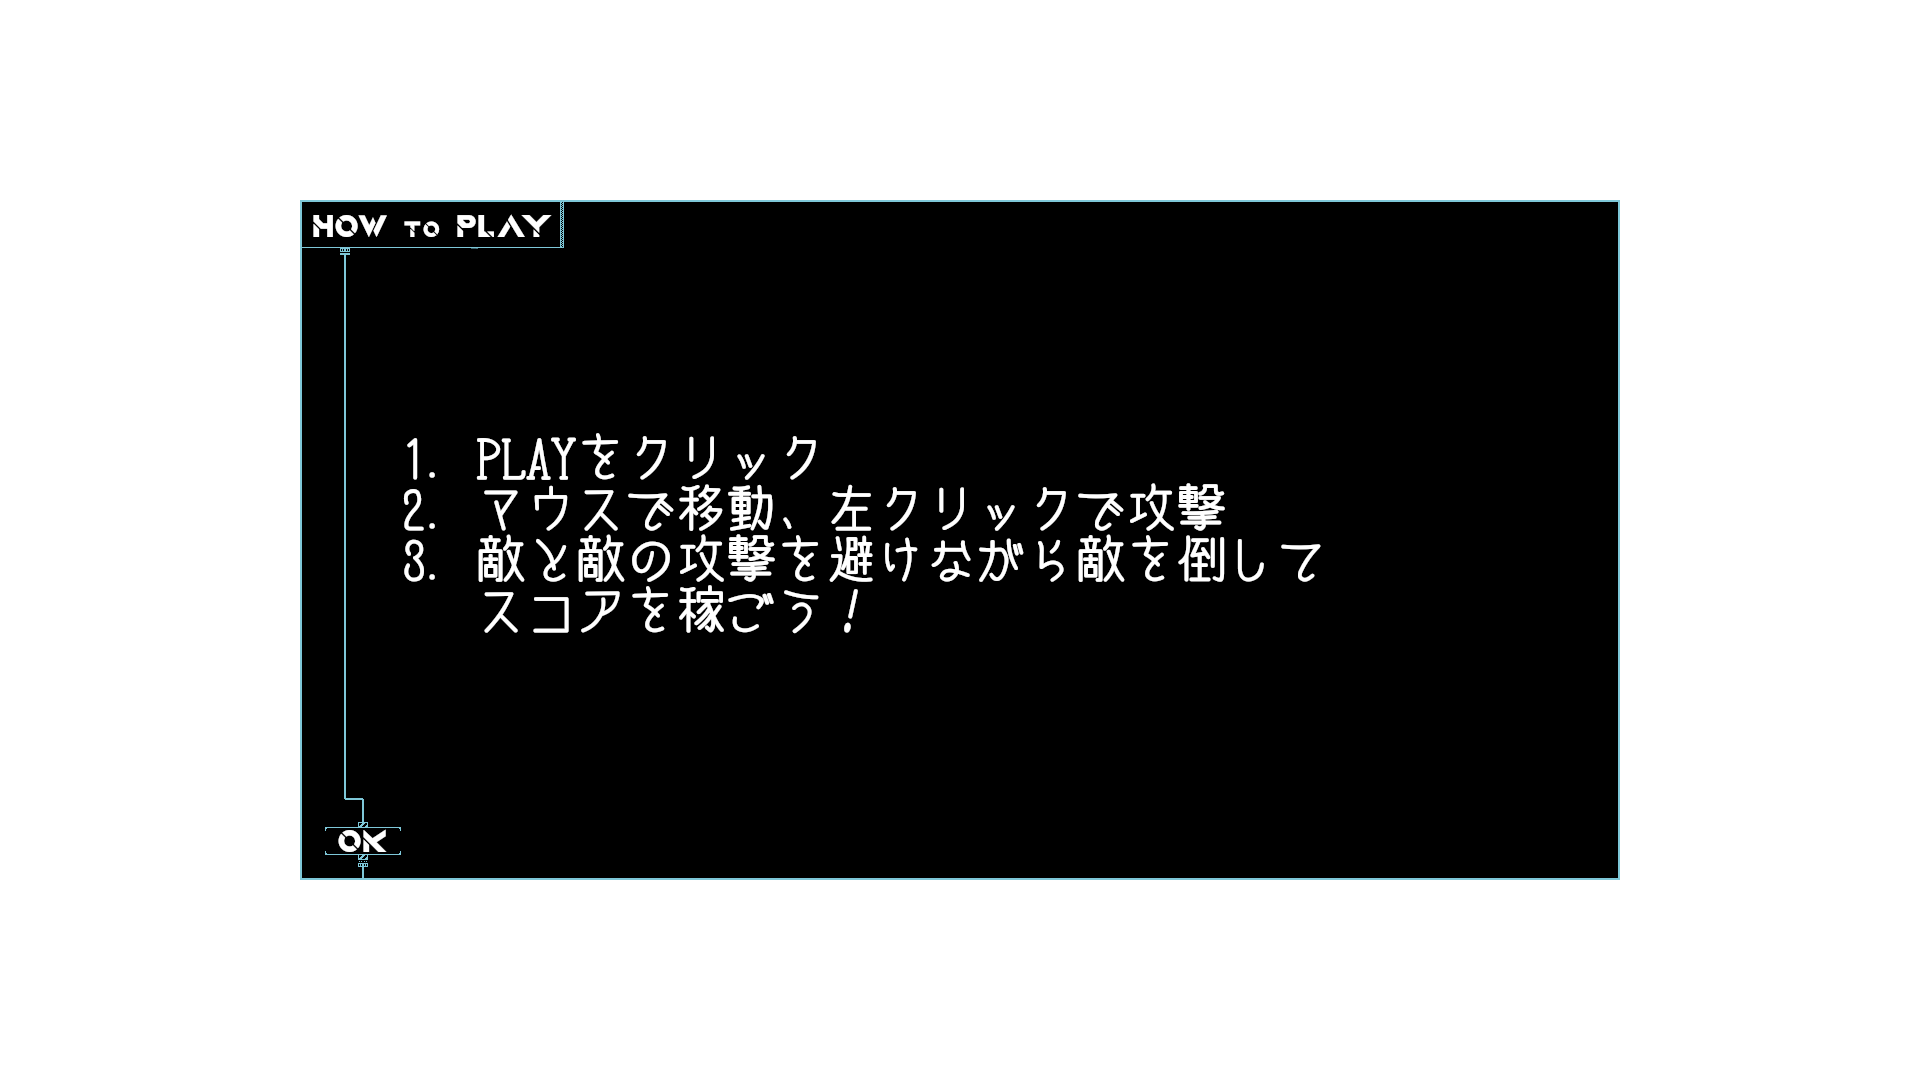 HOW TO PLAY
1. PLAYをクリック
2. マウスで移動、左クリックで攻撃
3. 敵と敵の攻撃を避けながら敵を倒して
スコアを稼ごう！
OK